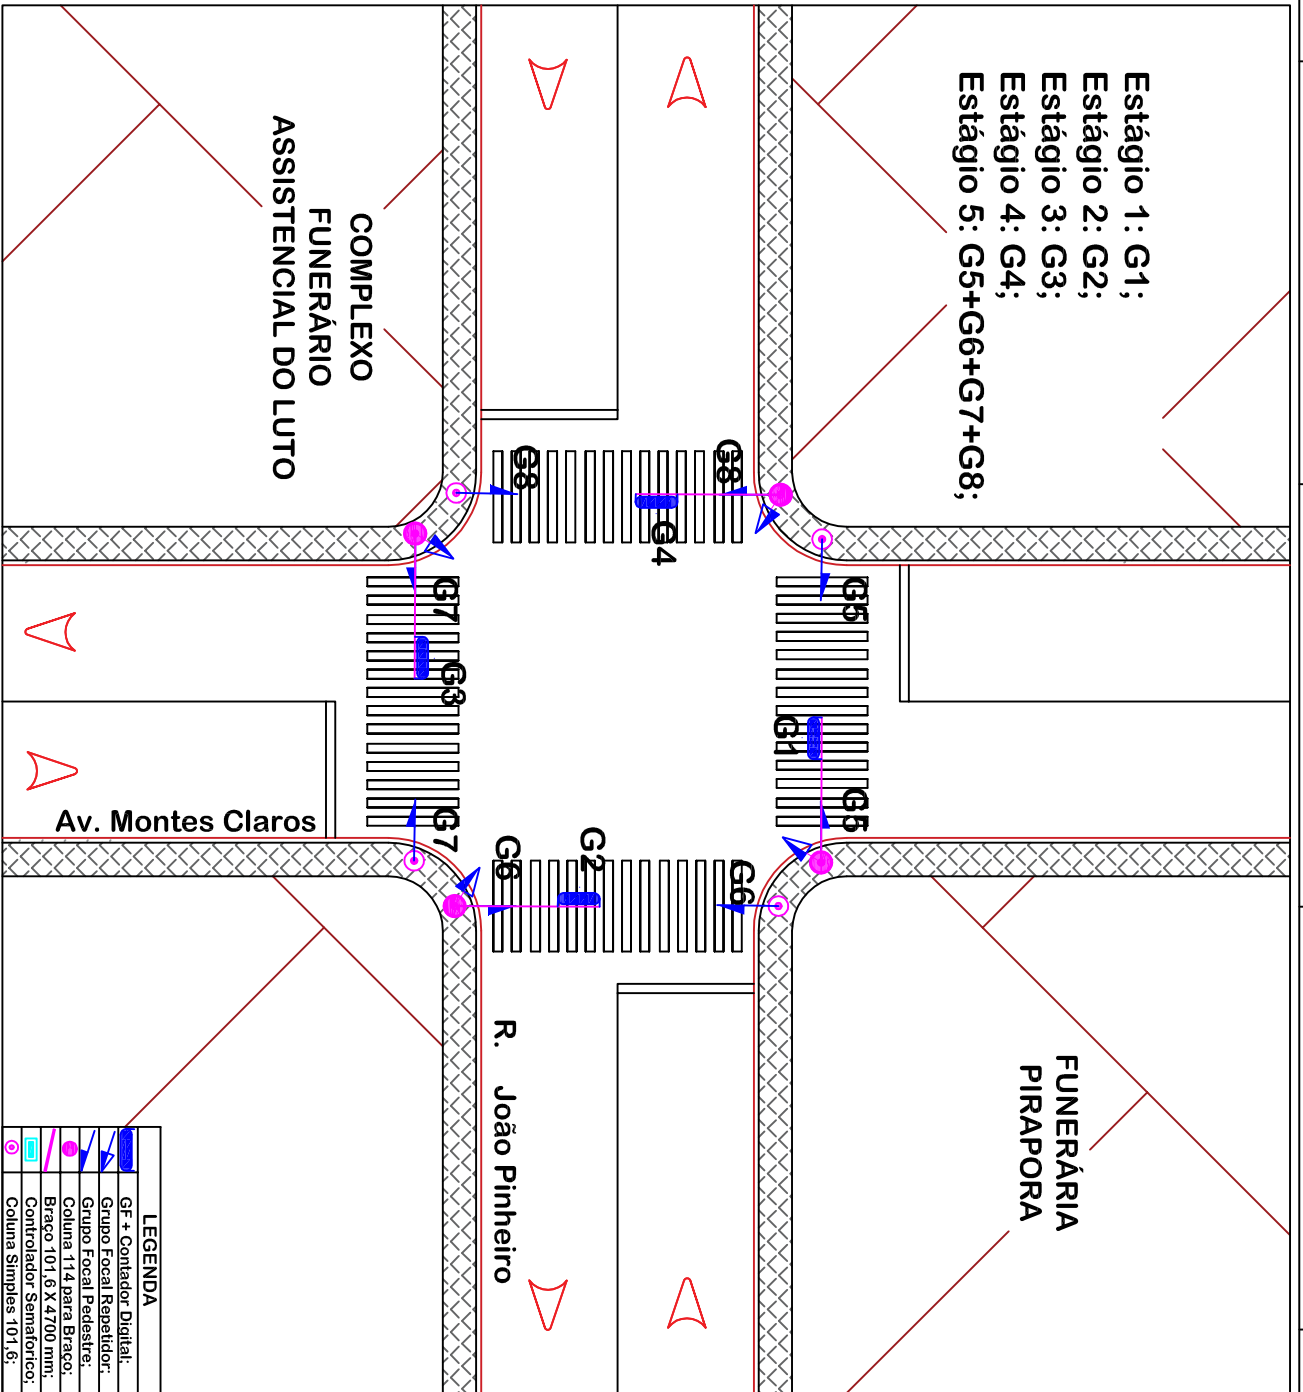 Estágio 1: G1;
Estágio 2: G2;
Estágio 3: G3;
Estágio 4: G4;
Estágio 5: G5+G6+G7+G8;
COMPLEXO
FUNERÁRIO
ASSISTENCIAL DO LUTO
G8
G8
G4
G5
G7
G3
G1
G5
G7
G2
G6
G6
Av. Montes Claros
R. João Pinheiro
FUNERÁRIA
PIRAPORA
LEGENDA
GF + Contador Digital;
Grupo Focal Repetidor;
Grupo Focal Pedestre;
Coluna 114 para Braço;
Braço 101,6 X 4700 mm;
Controlador Semaforico;
Coluna Simples 101,6;